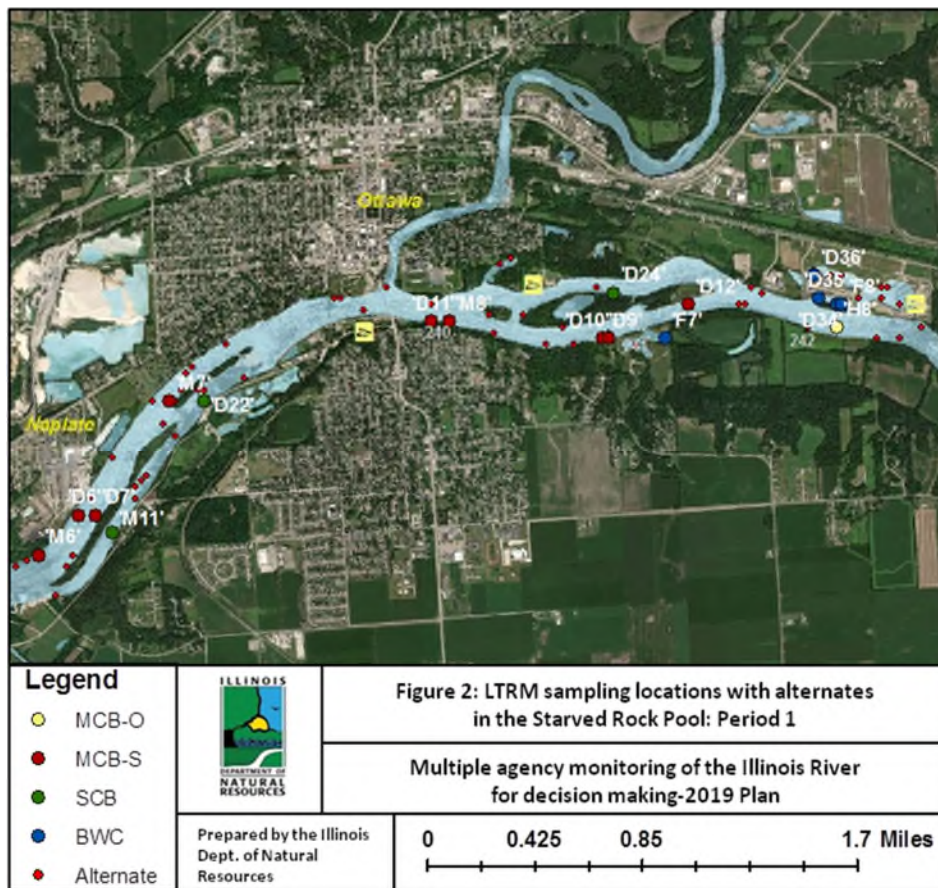 Ottawa
'D36'
'D24'
'D35'
'D12'
'F8'
'H8'
'D11''M8'
'D10''D9'
F7'
'D34'
240
242
M7'
'D22'
Naplate
'D6''D7'
'M11'
'M6'
Legend
MCB-O
MCB-S
SCB
BWC
Alternate
ILLINOIS
DEPARTMENT OF
NATURAL
RESOURCES
Figure 2: LTRM sampling locations with alternates
in the Starved Rock Pool: Period 1
Multiple agency monitoring of the Illinois River
for decision making-2019 Plan
Prepared by the Illinois
Dept. of Natural
Resources
0 0.425 0.85 1.7 Miles